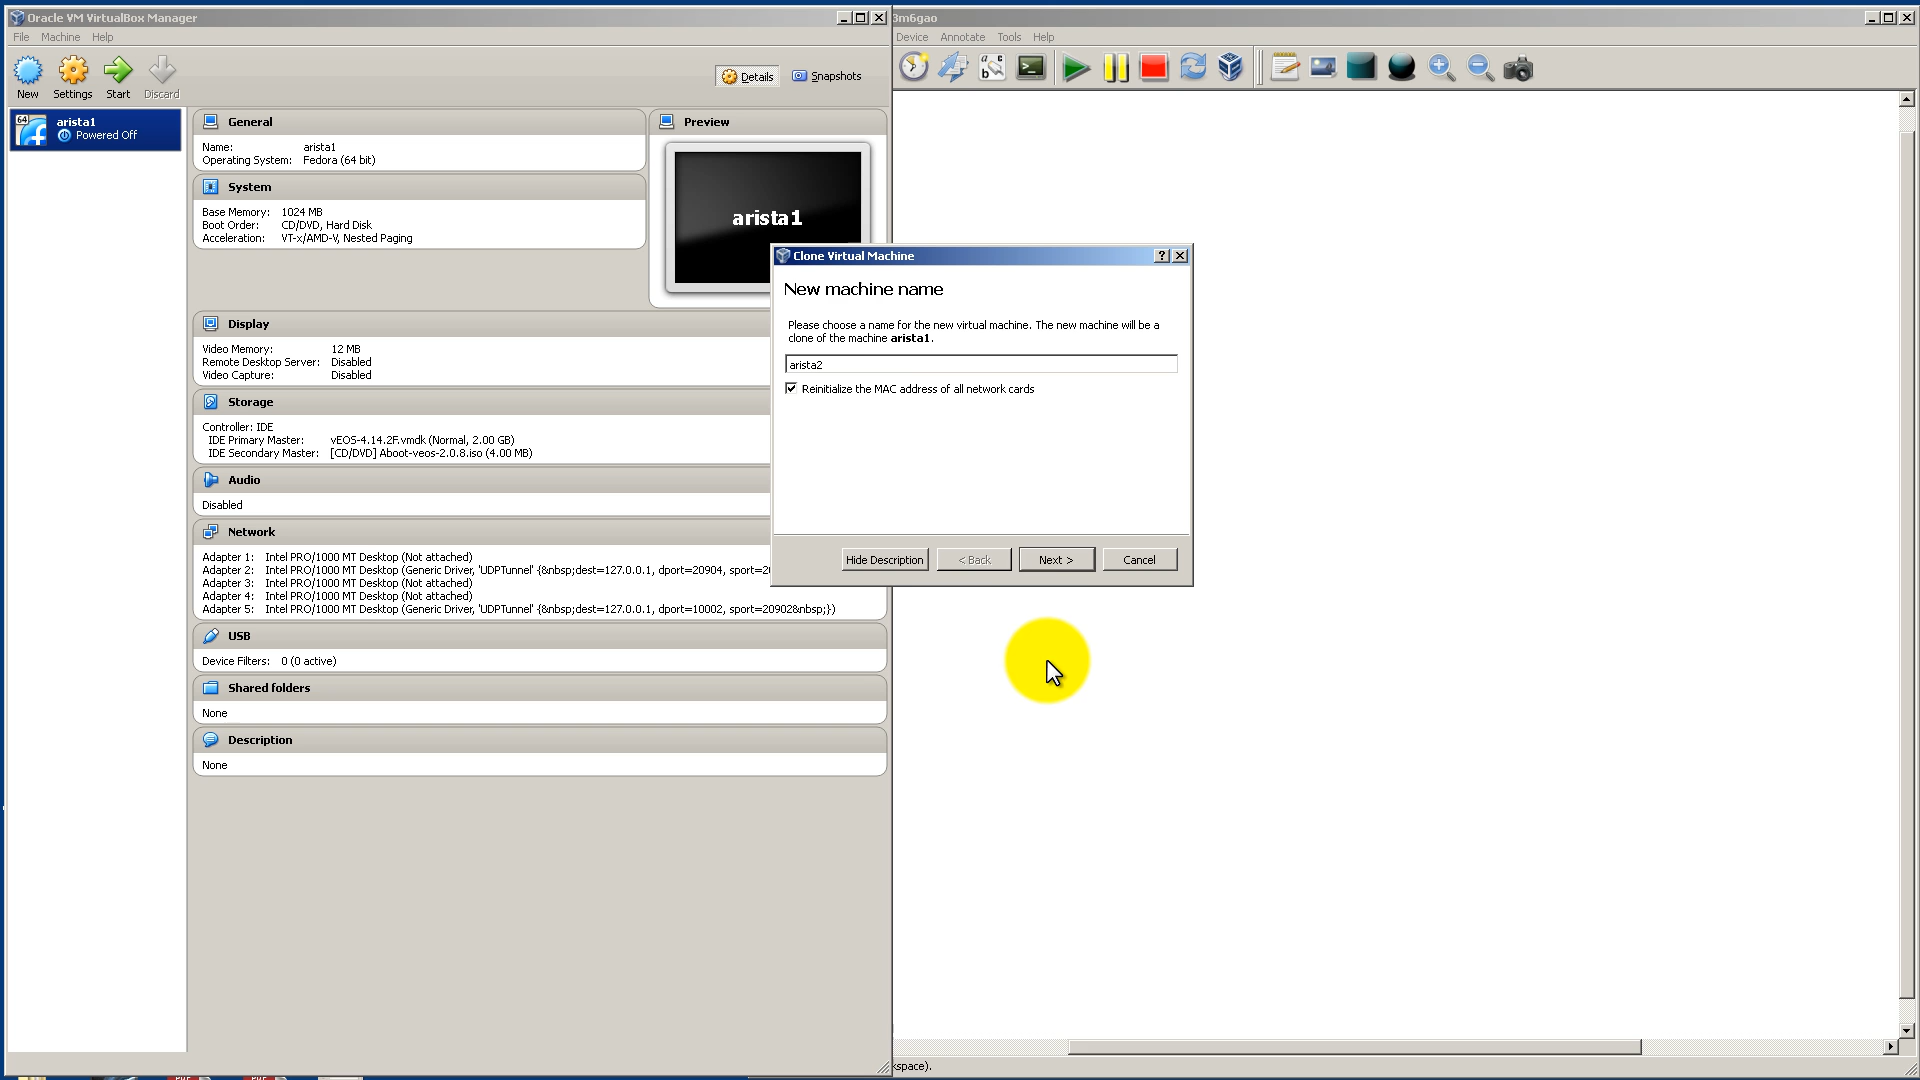 Oracle VM VirtualBox Manager
File Machine Help
New Settings Start Discard
Details Snapshots
arista1
Powered Off
64
General
Name: arista1
Operating System: Fedora (64 bit)
System
Base Memory: 1024 MB
Boot Order: CD/DVD, Hard Disk
Acceleration: VT-x/AMD-V, Nested Paging
Preview
arista1
Display
Video Memory: 12 MB
Remote Desktop Server: Disabled
Video Capture: Disabled
Storage
Controller: IDE
IDE Primary Master: vEOS-4.14.2F.vmdk (Normal, 2.00 GB)
IDE Secondary Master: [CD/DVD] Aboot-veos-2.0.8.iso (4.00 MB)
Audio
Disabled
Network
Adapter 1: Intel PRO/1000 MT Desktop (Not attached)
Adapter 2: Intel PRO/1000 MT Desktop (Generic Driver, 'UDPTunnel' {&nbsp;dest=127.0.0.1, dport=20904, sport=20
Adapter 3: Intel PRO/1000 MT Desktop (Not attached)
Adapter 4: Intel PRO/1000 MT Desktop (Not attached)
Adapter 5: Intel PRO/1000 MT Desktop (Generic Driver, 'UDPTunnel' {&nbsp;dest=127.0.0.1, dport=10002, sport=20902&nbsp;})
USB
Device Filters: 0 (0 active)
Shared folders
None
Description
None
Clone Virtual Machine
New machine name
Please choose a name for the new virtual machine. The new machine will be a
clone of the machine arista1.
arista2
Reinitialize the MAC address of all network cards
Hide Description < Back Next > Cancel
3m6gao
Device Annotate Tools Help
kspace).